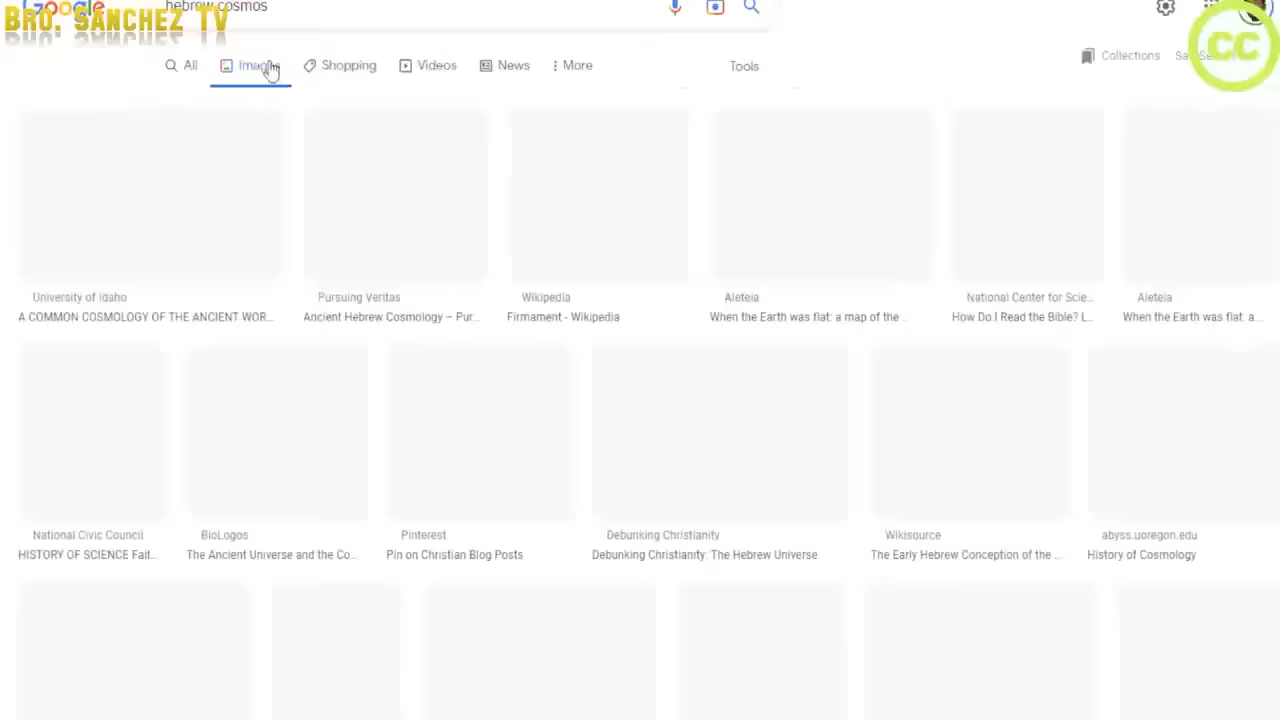 Google
hebrew cosmos
BRO. SANCHEZ TV
CC
All
Images
Shopping
Videos
News
More
Tools
Collections
University of Idaho
Pursuing Veritas
Wikipedia
Aleteia
National Center for Scie...
Aleteia
A COMMON COSMOLOGY OF THE ANCIENT WOR...
Ancient Hebrew Cosmology – Pur...
Firmament - Wikipedia
When the Earth was flat: a map of the ...
How Do I Read the Bible? L...
When the Earth was flat: a...
National Civic Council
BioLogos
Pinterest
Debunking Christianity
Wikisource
abyss.uoregon.edu
HISTORY OF SCIENCE Fait...
The Ancient Universe and the Co...
Pin on Christian Blog Posts
Debunking Christianity: The Hebrew Universe
The Early Hebrew Conception of the ...
History of Cosmology